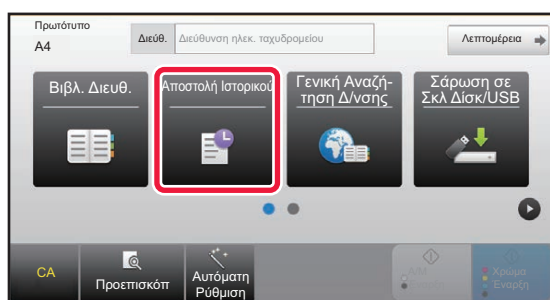 Πρωτότυπο
A4
Διεύθ.
Διεύθυνση ηλεκ. ταχυδρομείου
Λεπτομέρεια
Βιβλ. Διευθ.
Αποστολή Ιστορικού
Γενική Αναζή-
τηση Δ/νσης
Σάρωση σε
Σκλ Δίσκ/USB
CA
Προεπισκόπ
Αυτόματη
Ρύθμιση
Α/Μ
Χρώμα
Έναρξη